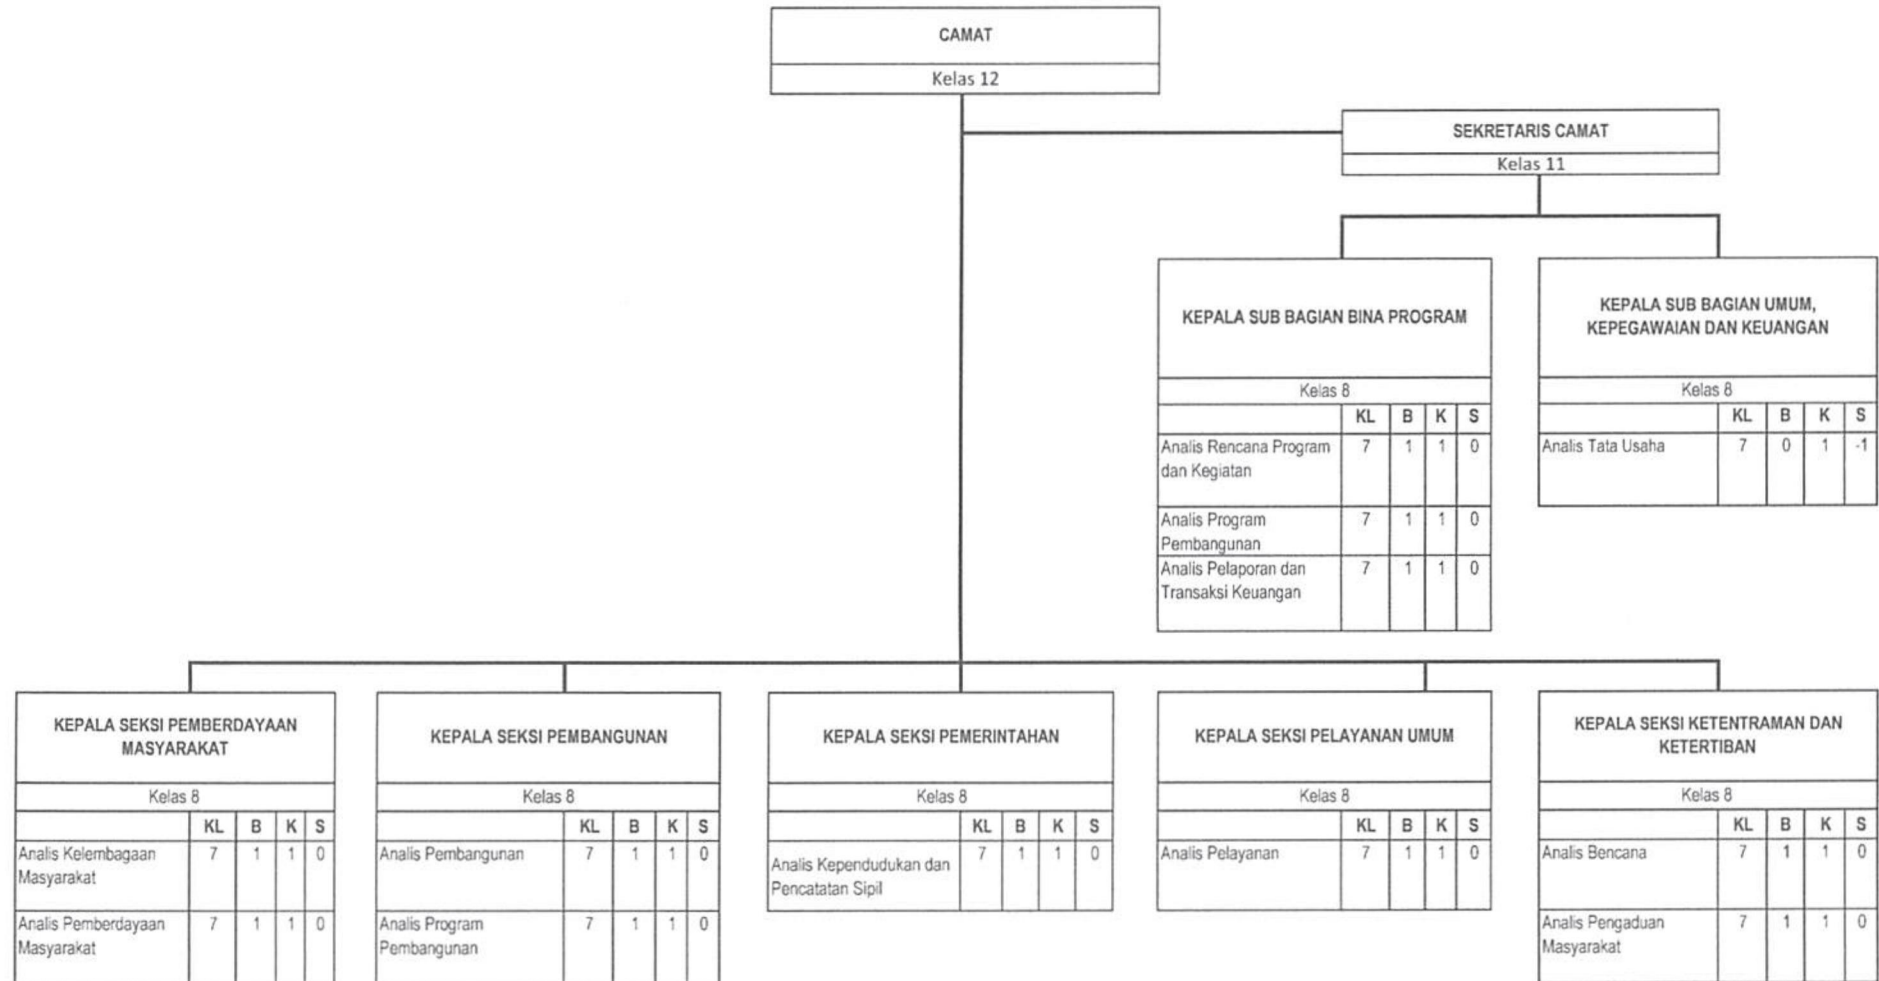 CAMAT
Kelas 12
SEKRETARIS CAMAT
Kelas 11
KEPALA SUB BAGIAN BINA PROGRAM
Kelas 8
KL B K S
Analis Rencana Program 7 1 1 0
dan Kegiatan
Analis Program 7 1 1 0
Pembangunan
Analis Pelaporan dan 7 1 1 0
Transaksi Keuangan
KEPALA SUB BAGIAN UMUM,
KEPEGAWAIAN DAN KEUANGAN
Kelas 8
KL B K S
Analis Tata Usaha 7 0 1 -1
KEPALA SEKSI PEMBERDAYAAN
MASYARAKAT
Kelas 8
KL B K S
Analis Kelembagaan 7 1 1 0
Masyarakat
Analis Pemberdayaan 7 1 1 0
Masyarakat
KEPALA SEKSI PEMBANGUNAN
Kelas 8
KL B K S
Analis Pembangunan 7 1 1 0
Analis Program 7 1 1 0
Pembangunan
KEPALA SEKSI PEMERINTAHAN
Kelas 8
KL B K S
Analis Kependudukan dan 7 1 1 0
Pencatatan Sipil
KEPALA SEKSI PELAYANAN UMUM
Kelas 8
KL B K S
Analis Pelayanan 7 1 1 0
KEPALA SEKSI KETENTRAMAN DAN
KETERTIBAN
Kelas 8
KL B K S
Analis Bencana 7 1 1 0
Analis Pengaduan 7 1 1 0
Masyarakat